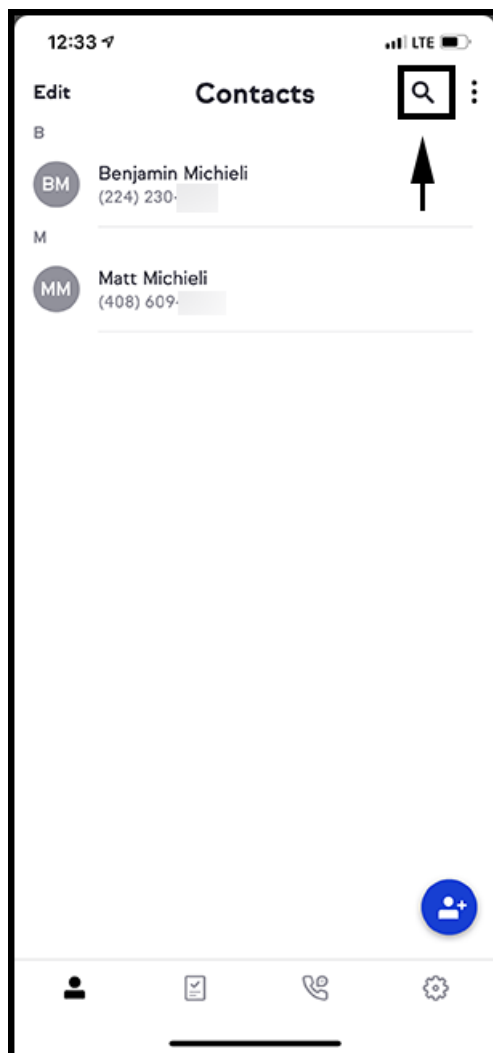 12:33
LTE
Edit
Contacts
B
BM
Benjamin Michieli
(224) 230-
M
MM
Matt Michieli
(408) 609-